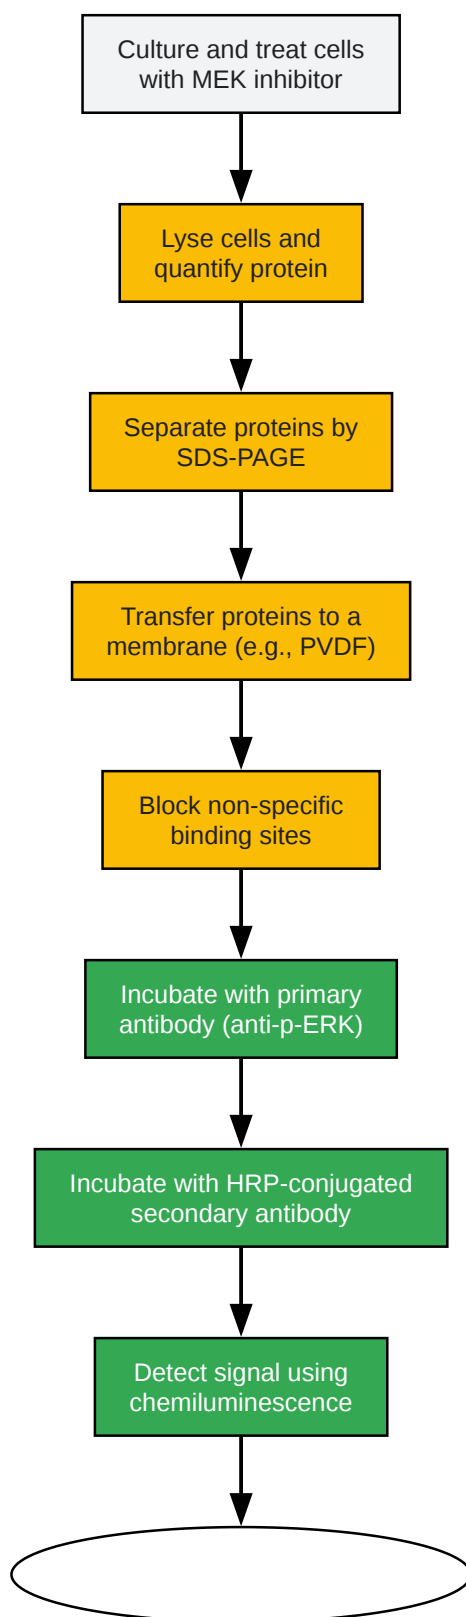 Culture and treat cells
with MEK inhibitor
Lyse cells and
quantify protein
Separate proteins by
SDS-PAGE
Transfer proteins to a
membrane (e.g., PVDF)
Block non-specific
binding sites
Incubate with primary
antibody (anti-p-ERK)
Incubate with HRP-conjugated
secondary antibody
Detect signal using
chemiluminescence